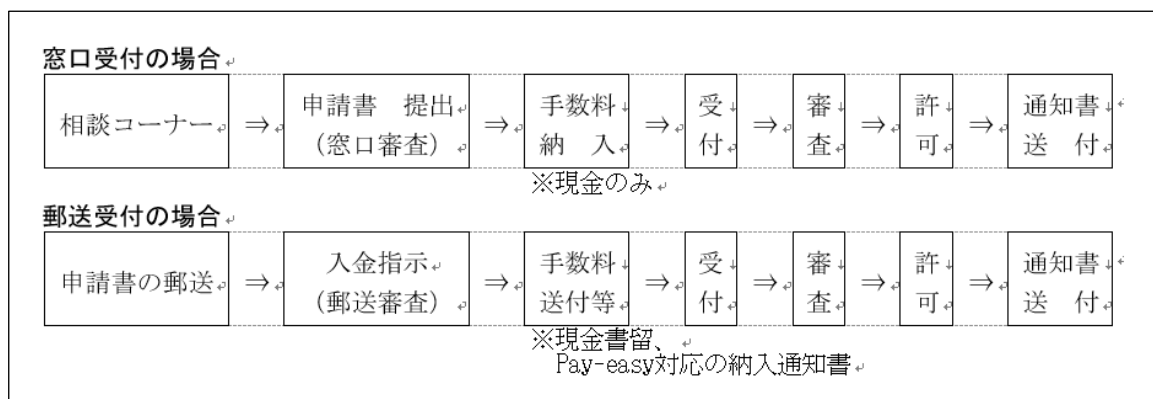 窓口受付の場合
相談コーナー ⇒ 申請書 提出 (窓口審査) ⇒ 手数料 納 入 ⇒ 受付 ⇒ 審査 ⇒ 許可 ⇒ 通知書 送 付
※現金のみ
郵送受付の場合
申請書の郵送 ⇒ 入金指示 (郵送審査) ⇒ 手数料 送付等 ⇒ 受付 ⇒ 審査 ⇒ 許可 ⇒ 通知書 送 付
※現金書留、
Pay-easy対応の納入通知書